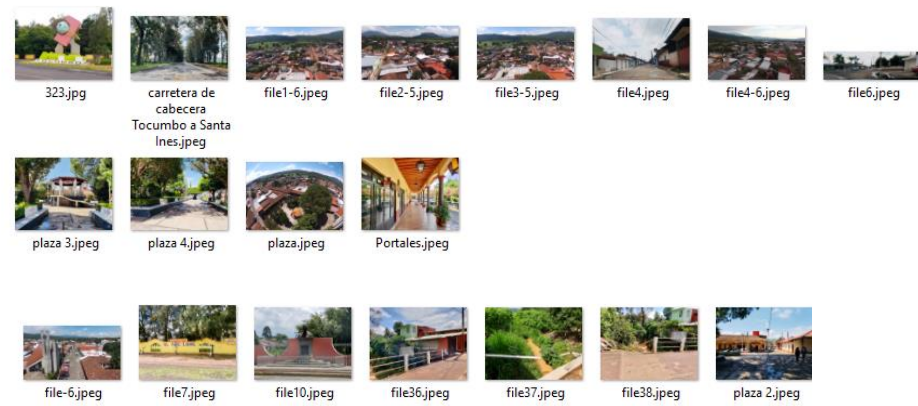 323.jpg
carretera de
cabecera
Tocumbo a Santa
Ines.jpeg
file1-6.jpeg
file2-5.jpeg
file3-5.jpeg
file4.jpeg
file4-6.jpeg
file6.jpeg
plaza 3.jpeg
plaza 4.jpeg
plaza.jpeg
Portales.jpeg
file-6.jpeg
file7.jpeg
file10.jpeg
file36.jpeg
file37.jpeg
file38.jpeg
plaza 2.jpeg